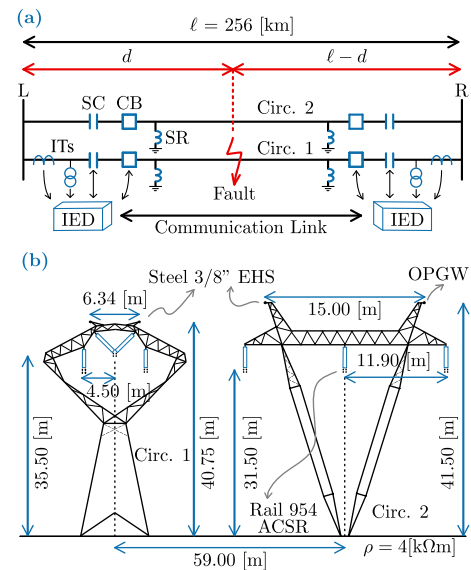 (a)
ℓ = 256 [km]
d
ℓ − d
L
R
SC
CB
Circ. 2
SR
ITs
Circ. 1
Fault
IED
IED
Communication Link
(b)
Steel 3/8" EHS
OPGW
6.34 [m]
15.00 [m]
4.50 [m]
11.90 [m]
35.50 [m]
Circ. 1
40.75 [m]
31.50 [m]
41.50 [m]
Rail 954
ACSR
Circ. 2
59.00 [m]
ρ = 4[kΩm]